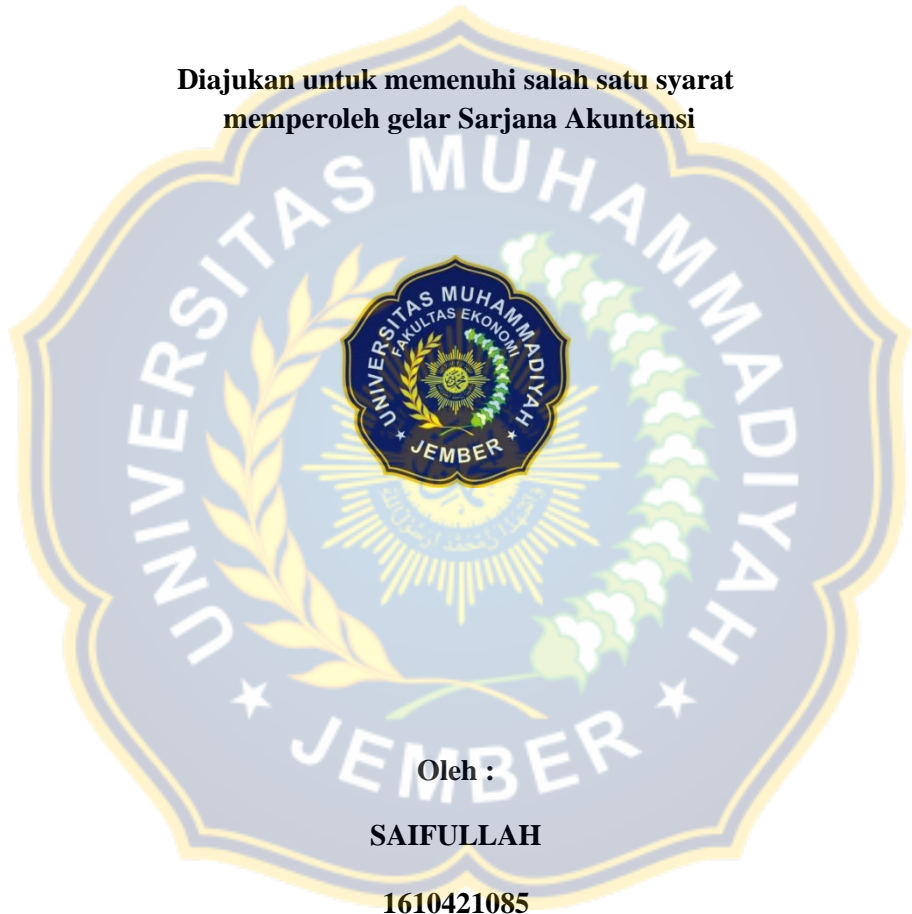 Diajukan untuk memenuhi salah satu syarat
memperoleh gelar Sarjana Akuntansi
UNIVERSITAS MUHAMMADIYAH
JEMBER
UNIVERSITAS MUHAMMADIYAH
FAKULTAS EKONOMI
JEMBER
Oleh :
SAIFULLAH
1610421085